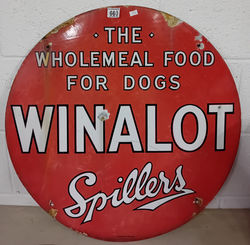 · THE ·
WHOLEMEAL FOOD
FOR DOGS
WINALOT
Spillers